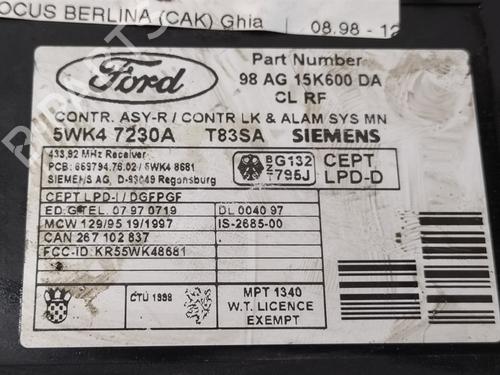 OCUS BERLINA (CAK) Ghia
08.98 - 12
Ford
Part Number
98 AG 15K600 DA
CL RF
CONTR. ASY-R / CONTR LK & ALAM SYS MN
5WK4 7230A T83SA SIEMENS
433,92 MHz Receiver
PCB: 669794.76.02 / 5WK4 8681
SIEMENS AG, D-93049 Regensburg
BG132
795J
CEPT
LPD-D
CEPT LPD-I / DGFPGF
ED.G.TEL. 07 97 0719
DL 0040 97
MCW 129/95 19/1997
IS-2685-00
CAN 267 102 837
FCC-ID: KR55WK48681
CTU 1998
MPT 1340
W.T. LICENCE
EXEMPT